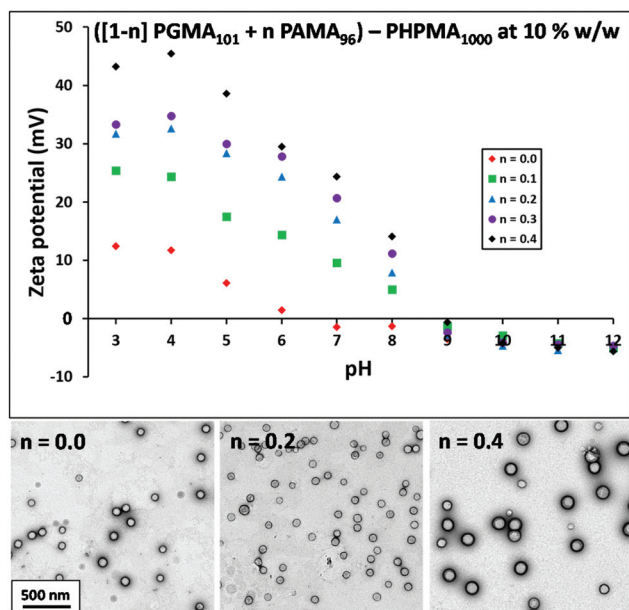 ([1-n] PGMA₁₀₁ + n PAMA₉₆) – PHPMA₁₀₀₀ at 10 % w/w
50
40
30
20
10
0
-10
Zeta potential (mV)
n = 0.0
n = 0.1
n = 0.2
n = 0.3
n = 0.4
3 4 5 6 7 8 9 10 11 12
pH
n = 0.0
n = 0.2
n = 0.4
500 nm